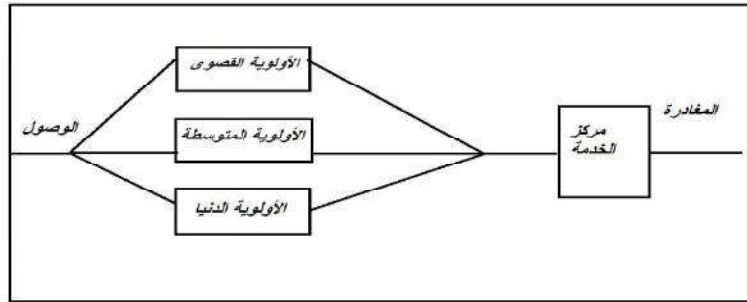 الأولوية القصوى
المغادرة
الوصول
الأولوية المتوسطة
مركز
الخدمة
الأولوية الدنيا